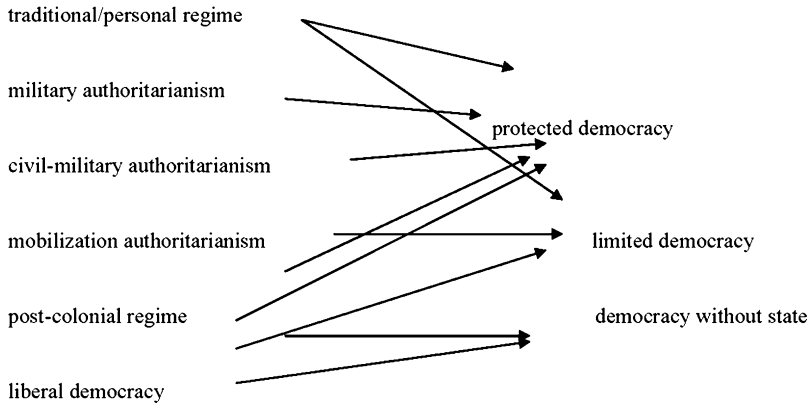 traditional/personal regime
military authoritarianism
protected democracy
civil-military authoritarianism
mobilization authoritarianism
limited democracy
post-colonial regime
democracy without state
liberal democracy